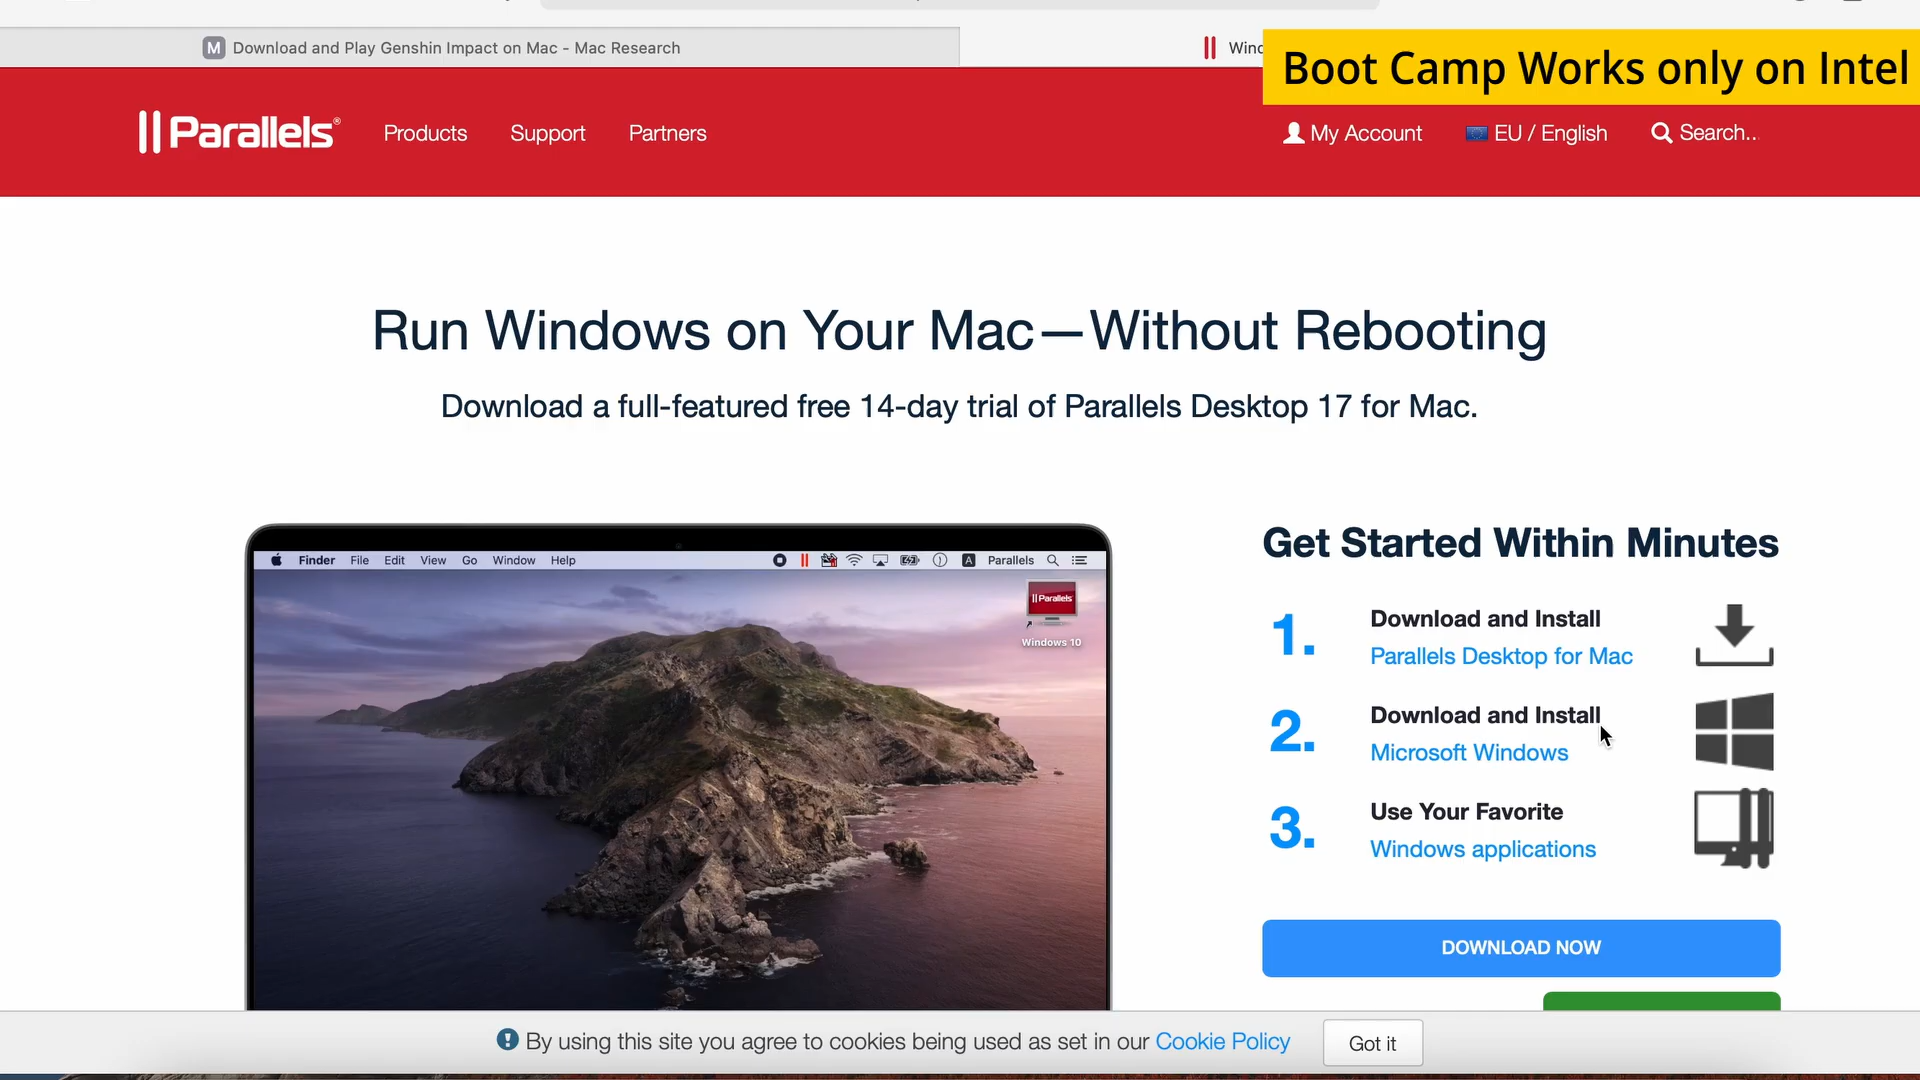 M Download and Play Genshin Impact on Mac - Mac Research
Boot Camp Works only on Intel
Parallels®
Products
Support
Partners
My Account
EU / English
Search...
Run Windows on Your Mac—Without Rebooting
Download a full-featured free 14-day trial of Parallels Desktop 17 for Mac.
Finder File Edit View Go Window Help
A Parallels
Parallels
Windows 10
Get Started Within Minutes
1. Download and Install
Parallels Desktop for Mac
2. Download and Install
Microsoft Windows
3. Use Your Favorite
Windows applications
DOWNLOAD NOW
By using this site you agree to cookies being used as set in our Cookie Policy
Got it